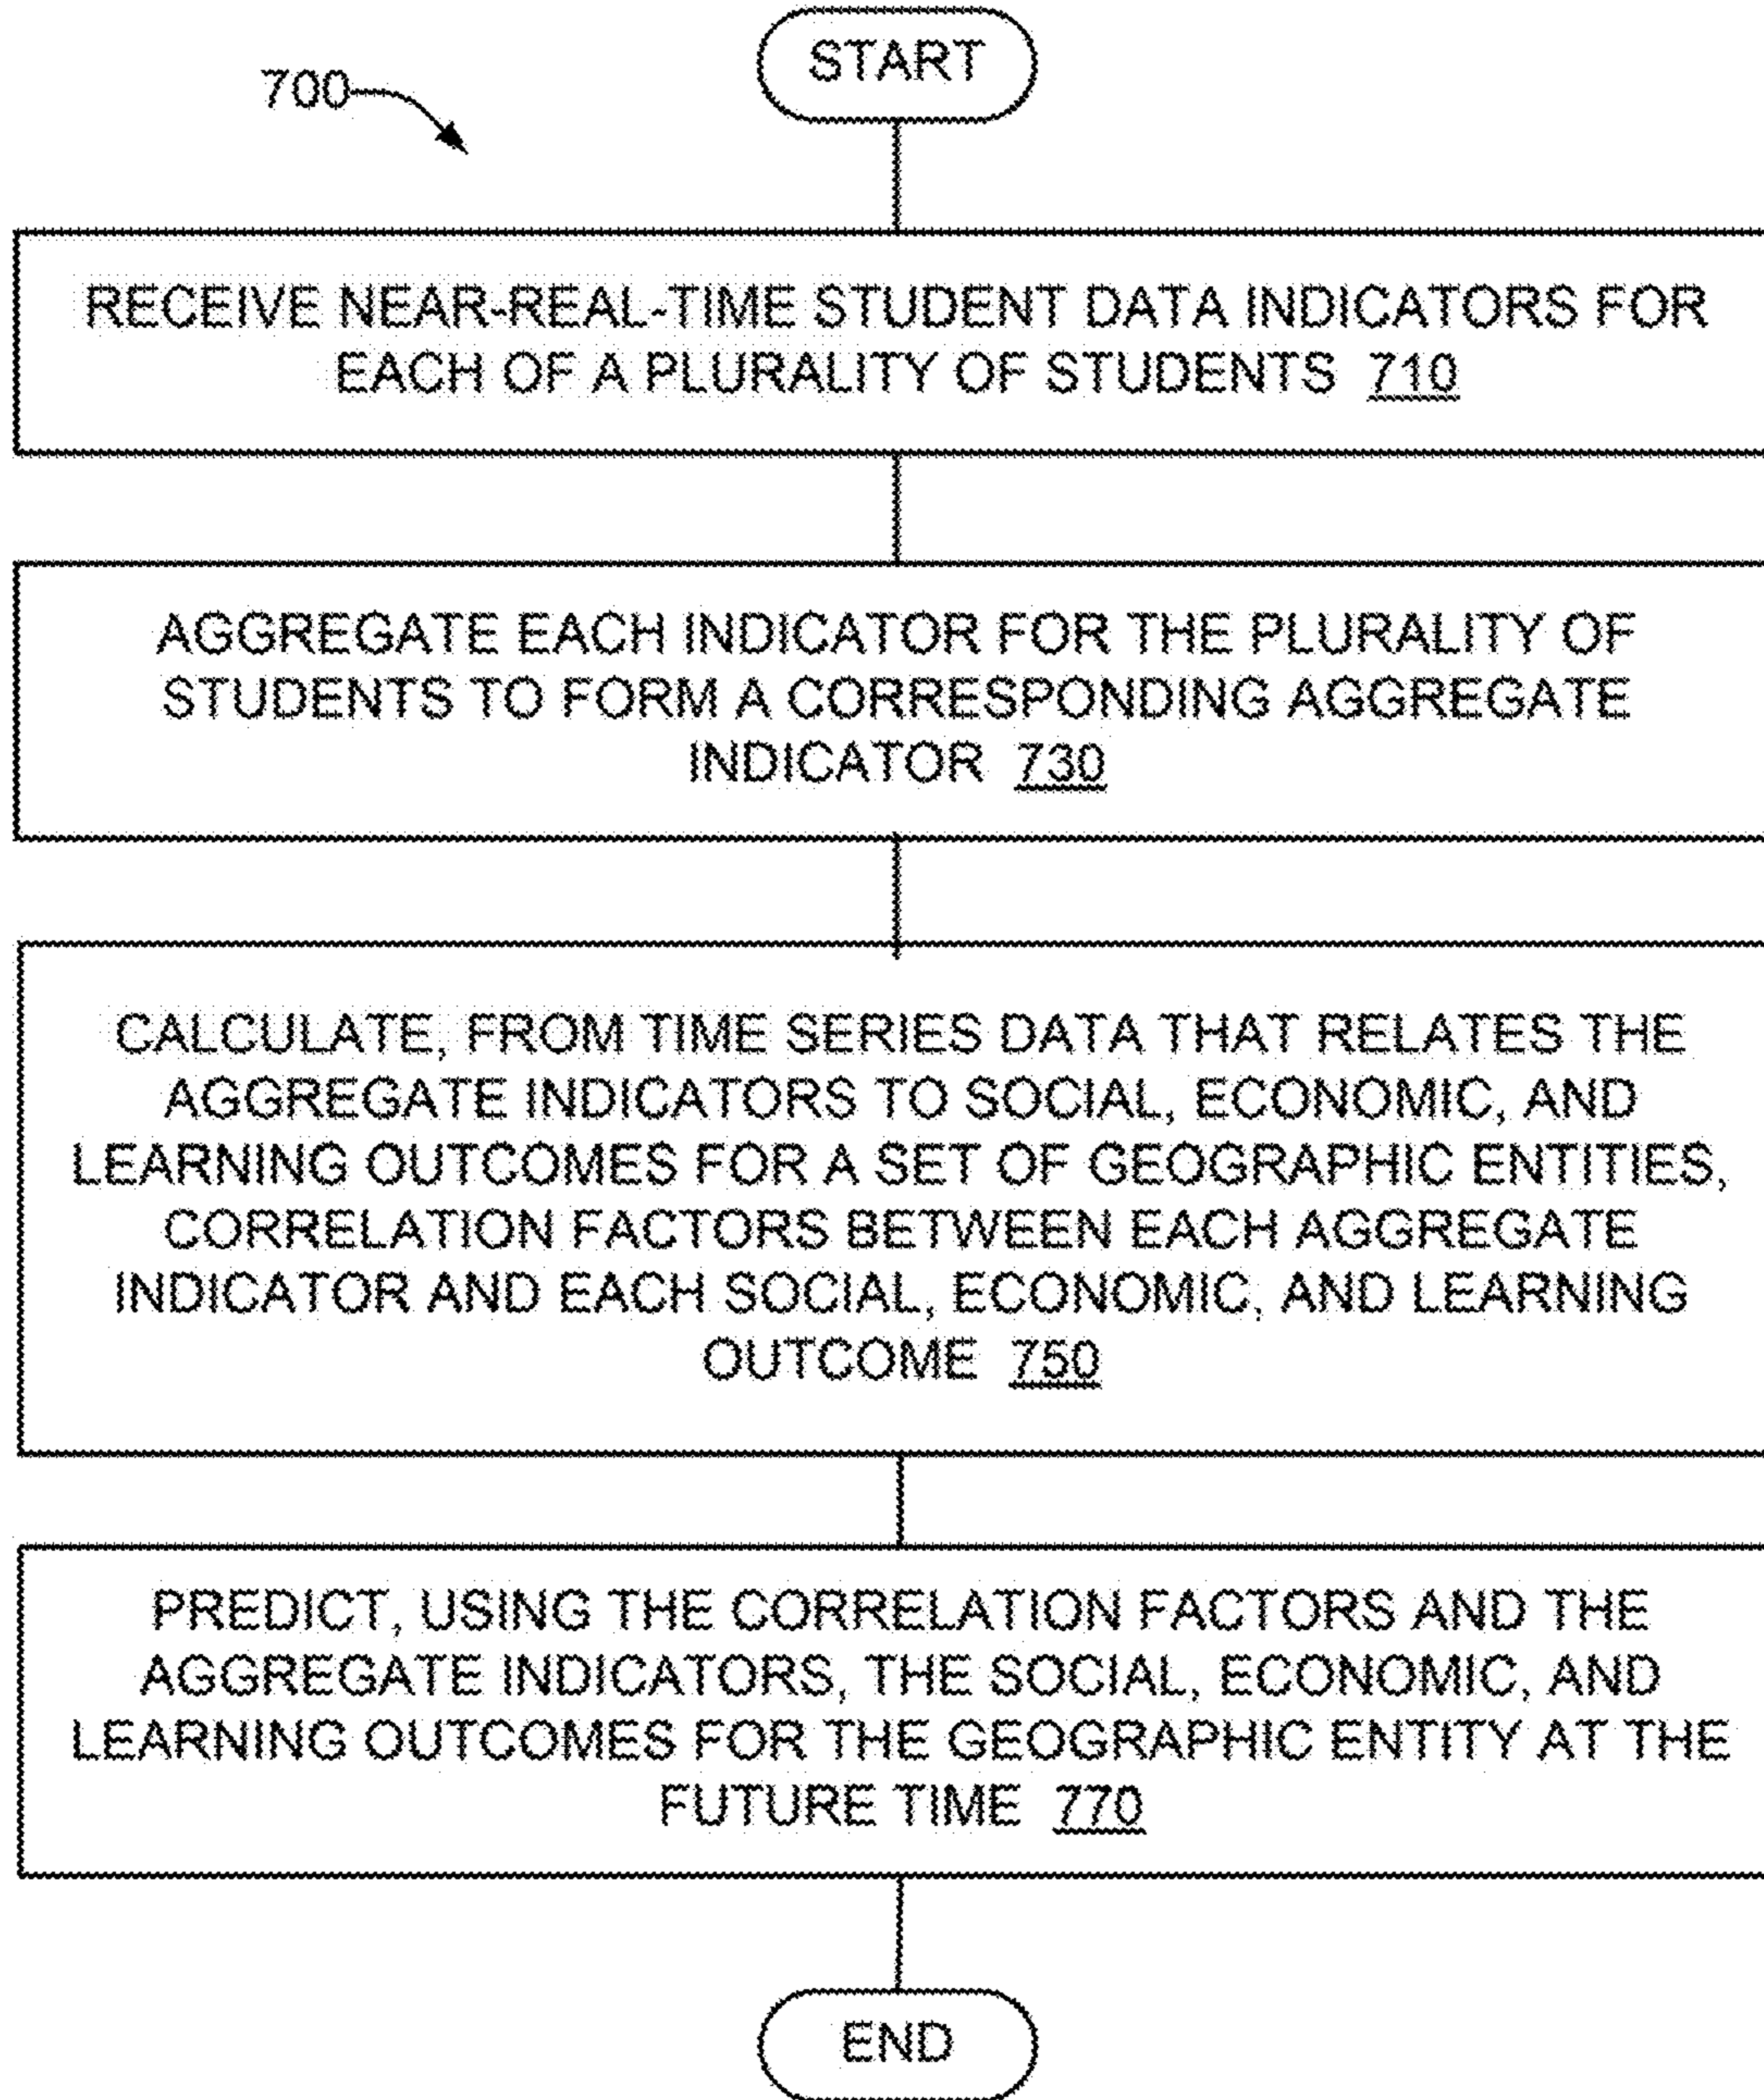 START
700
RECEIVE NEAR-REAL-TIME STUDENT DATA INDICATORS FOR
EACH OF A PLURALITY OF STUDENTS 710
AGGREGATE EACH INDICATOR FOR THE PLURALITY OF
STUDENTS TO FORM A CORRESPONDING AGGREGATE
INDICATOR 730
CALCULATE, FROM TIME SERIES DATA THAT RELATES THE
AGGREGATE INDICATORS TO SOCIAL, ECONOMIC, AND
LEARNING OUTCOMES FOR A SET OF GEOGRAPHIC ENTITIES,
CORRELATION FACTORS BETWEEN EACH AGGREGATE
INDICATOR AND EACH SOCIAL, ECONOMIC, AND LEARNING
OUTCOME 750
PREDICT, USING THE CORRELATION FACTORS AND THE
AGGREGATE INDICATORS, THE SOCIAL, ECONOMIC, AND
LEARNING OUTCOMES FOR THE GEOGRAPHIC ENTITY AT THE
FUTURE TIME 770
END